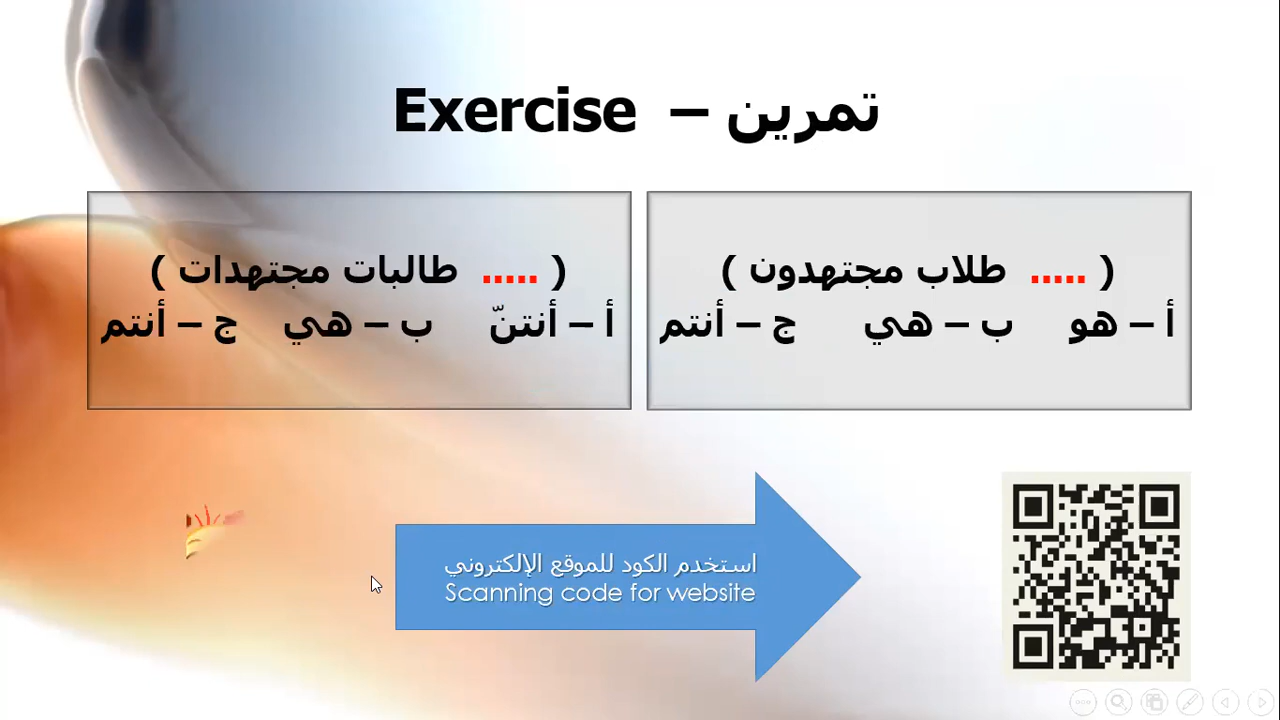 تمرين – Exercise
( ..... طلاب مجتهدون )
أ – هو ب – هي ج – أنتم
( ..... طالبات مجتهدات )
أ – أنتنّ ب – هي ج – أنتم
استخدم الكود للموقع الإلكتروني
Scanning code for website